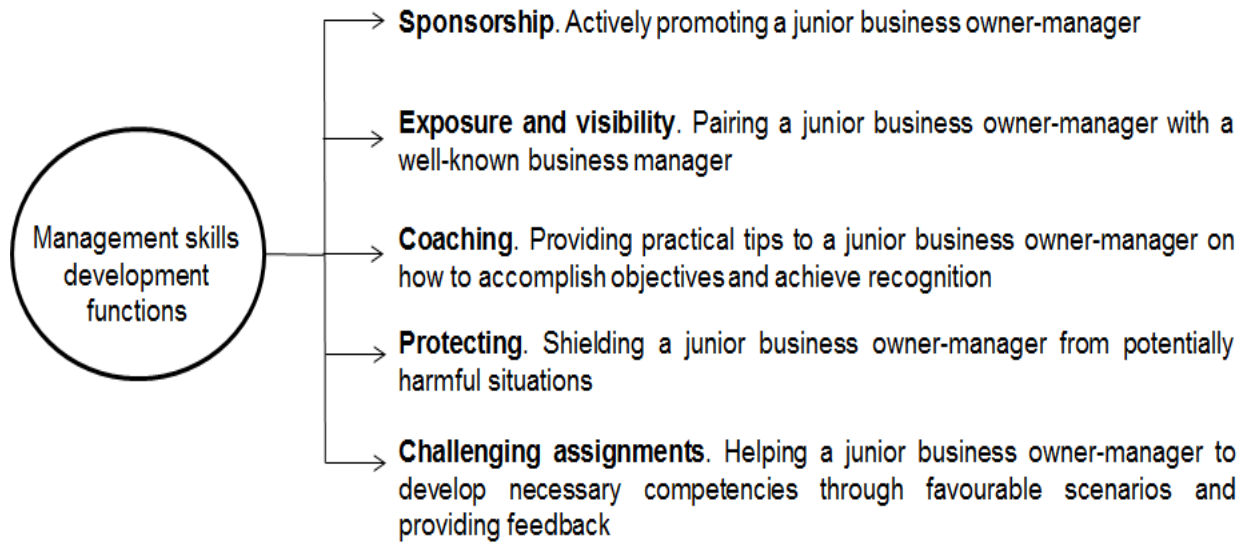 Sponsorship. Actively promoting a junior business owner-manager
Exposure and visibility. Pairing a junior business owner-manager with a
well-known business manager
Management skills
development
functions
Coaching. Providing practical tips to a junior business owner-manager on
how to accomplish objectives and achieve recognition
Protecting. Shielding a junior business owner-manager from potentially
harmful situations
Challenging assignments. Helping a junior business owner-manager to
develop necessary competencies through favourable scenarios and
providing feedback